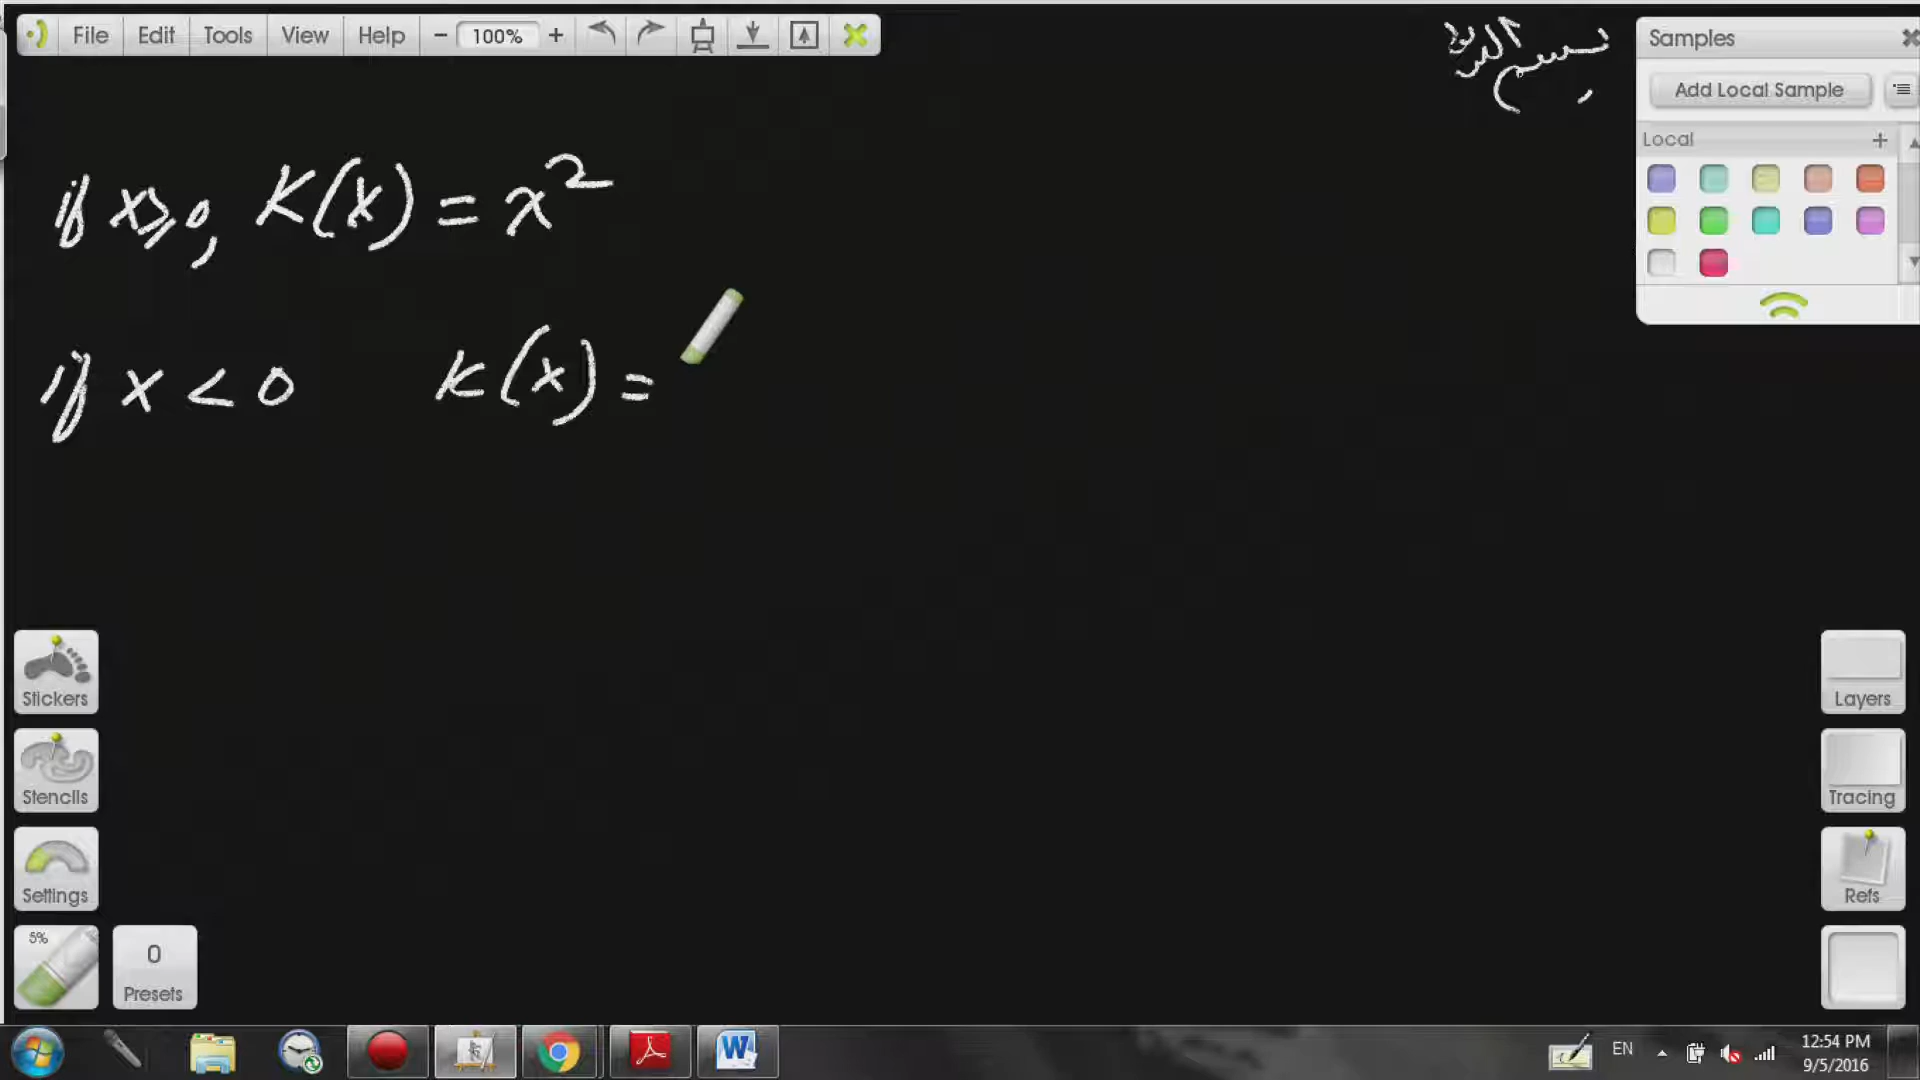 File Edit Tools View Help − 100% +
بسم الله
Samples
Add Local Sample
Local +
if x≥0, K(x) = x²
if x < 0 K(x) =
Stickers
Stencils
Settings
5%
0
Presets
Layers
Tracing
Refs
EN
12:54 PM
9/5/2016